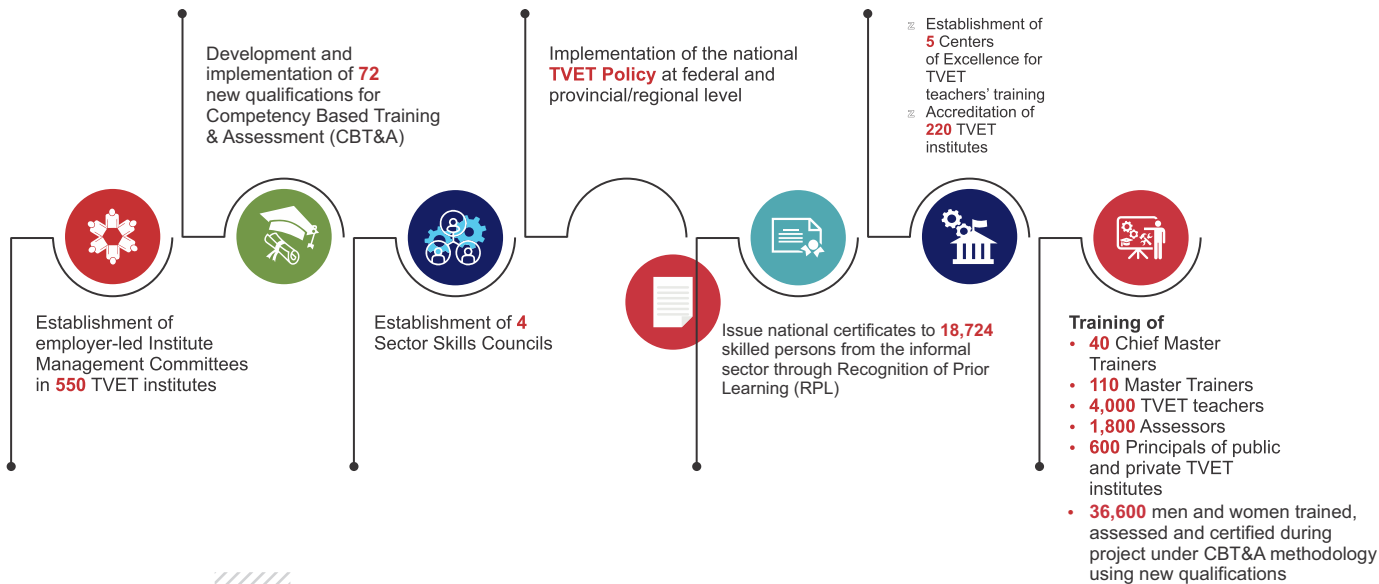 Establishment of
employer-led Institute
Management Committees
in 550 TVET institutes
Development and
implementation of 72
new qualifications for
Competency Based Training
& Assessment (CBT&A)
Establishment of 4
Sector Skills Councils
Implementation of the national
TVET Policy at federal and
provincial/regional level
Issue national certificates to 18,724
skilled persons from the informal
sector through Recognition of Prior
Learning (RPL)
Establishment of
5 Centers
of Excellence for
TVET
teachers’ training
Accreditation of
220 TVET
institutes
Training of
• 40 Chief Master
Trainers
• 110 Master Trainers
• 4,000 TVET teachers
• 1,800 Assessors
• 600 Principals of public
and private TVET
institutes
• 36,600 men and women trained,
assessed and certified during
project under CBT&A methodology
using new qualifications